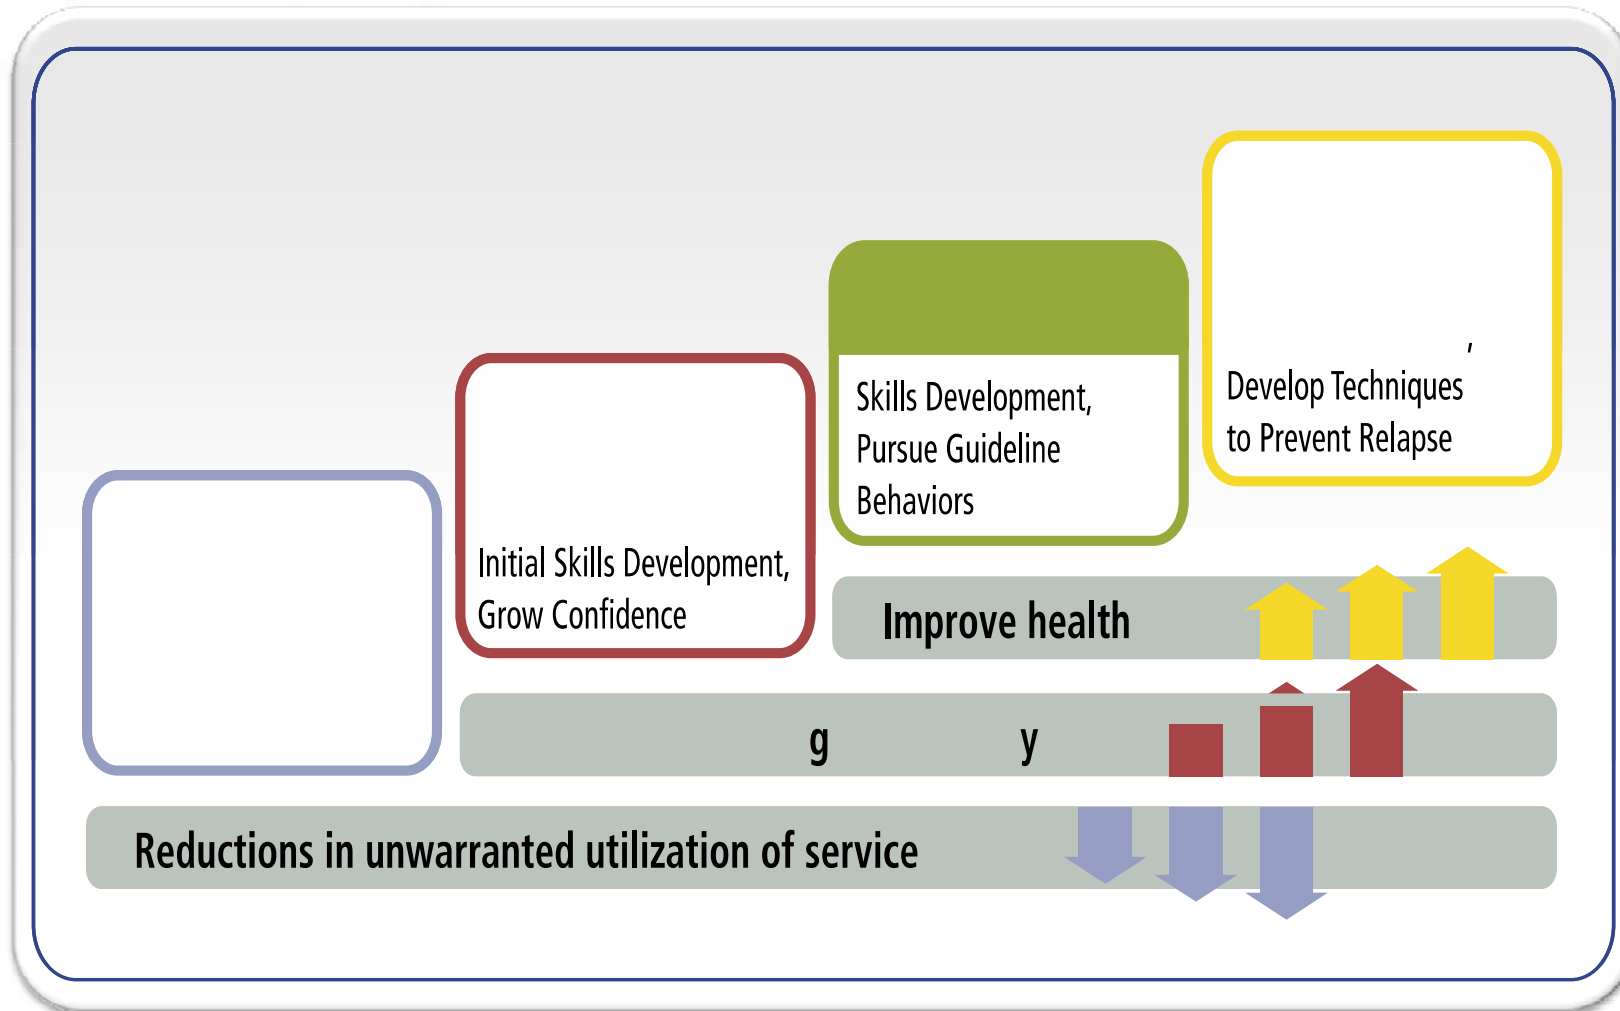 ,
Develop Techniques
to Prevent Relapse
Skills Development,
Pursue Guideline
Behaviors
Initial Skills Development,
Grow Confidence
Improve health
g y
Reductions in unwarranted utilization of service